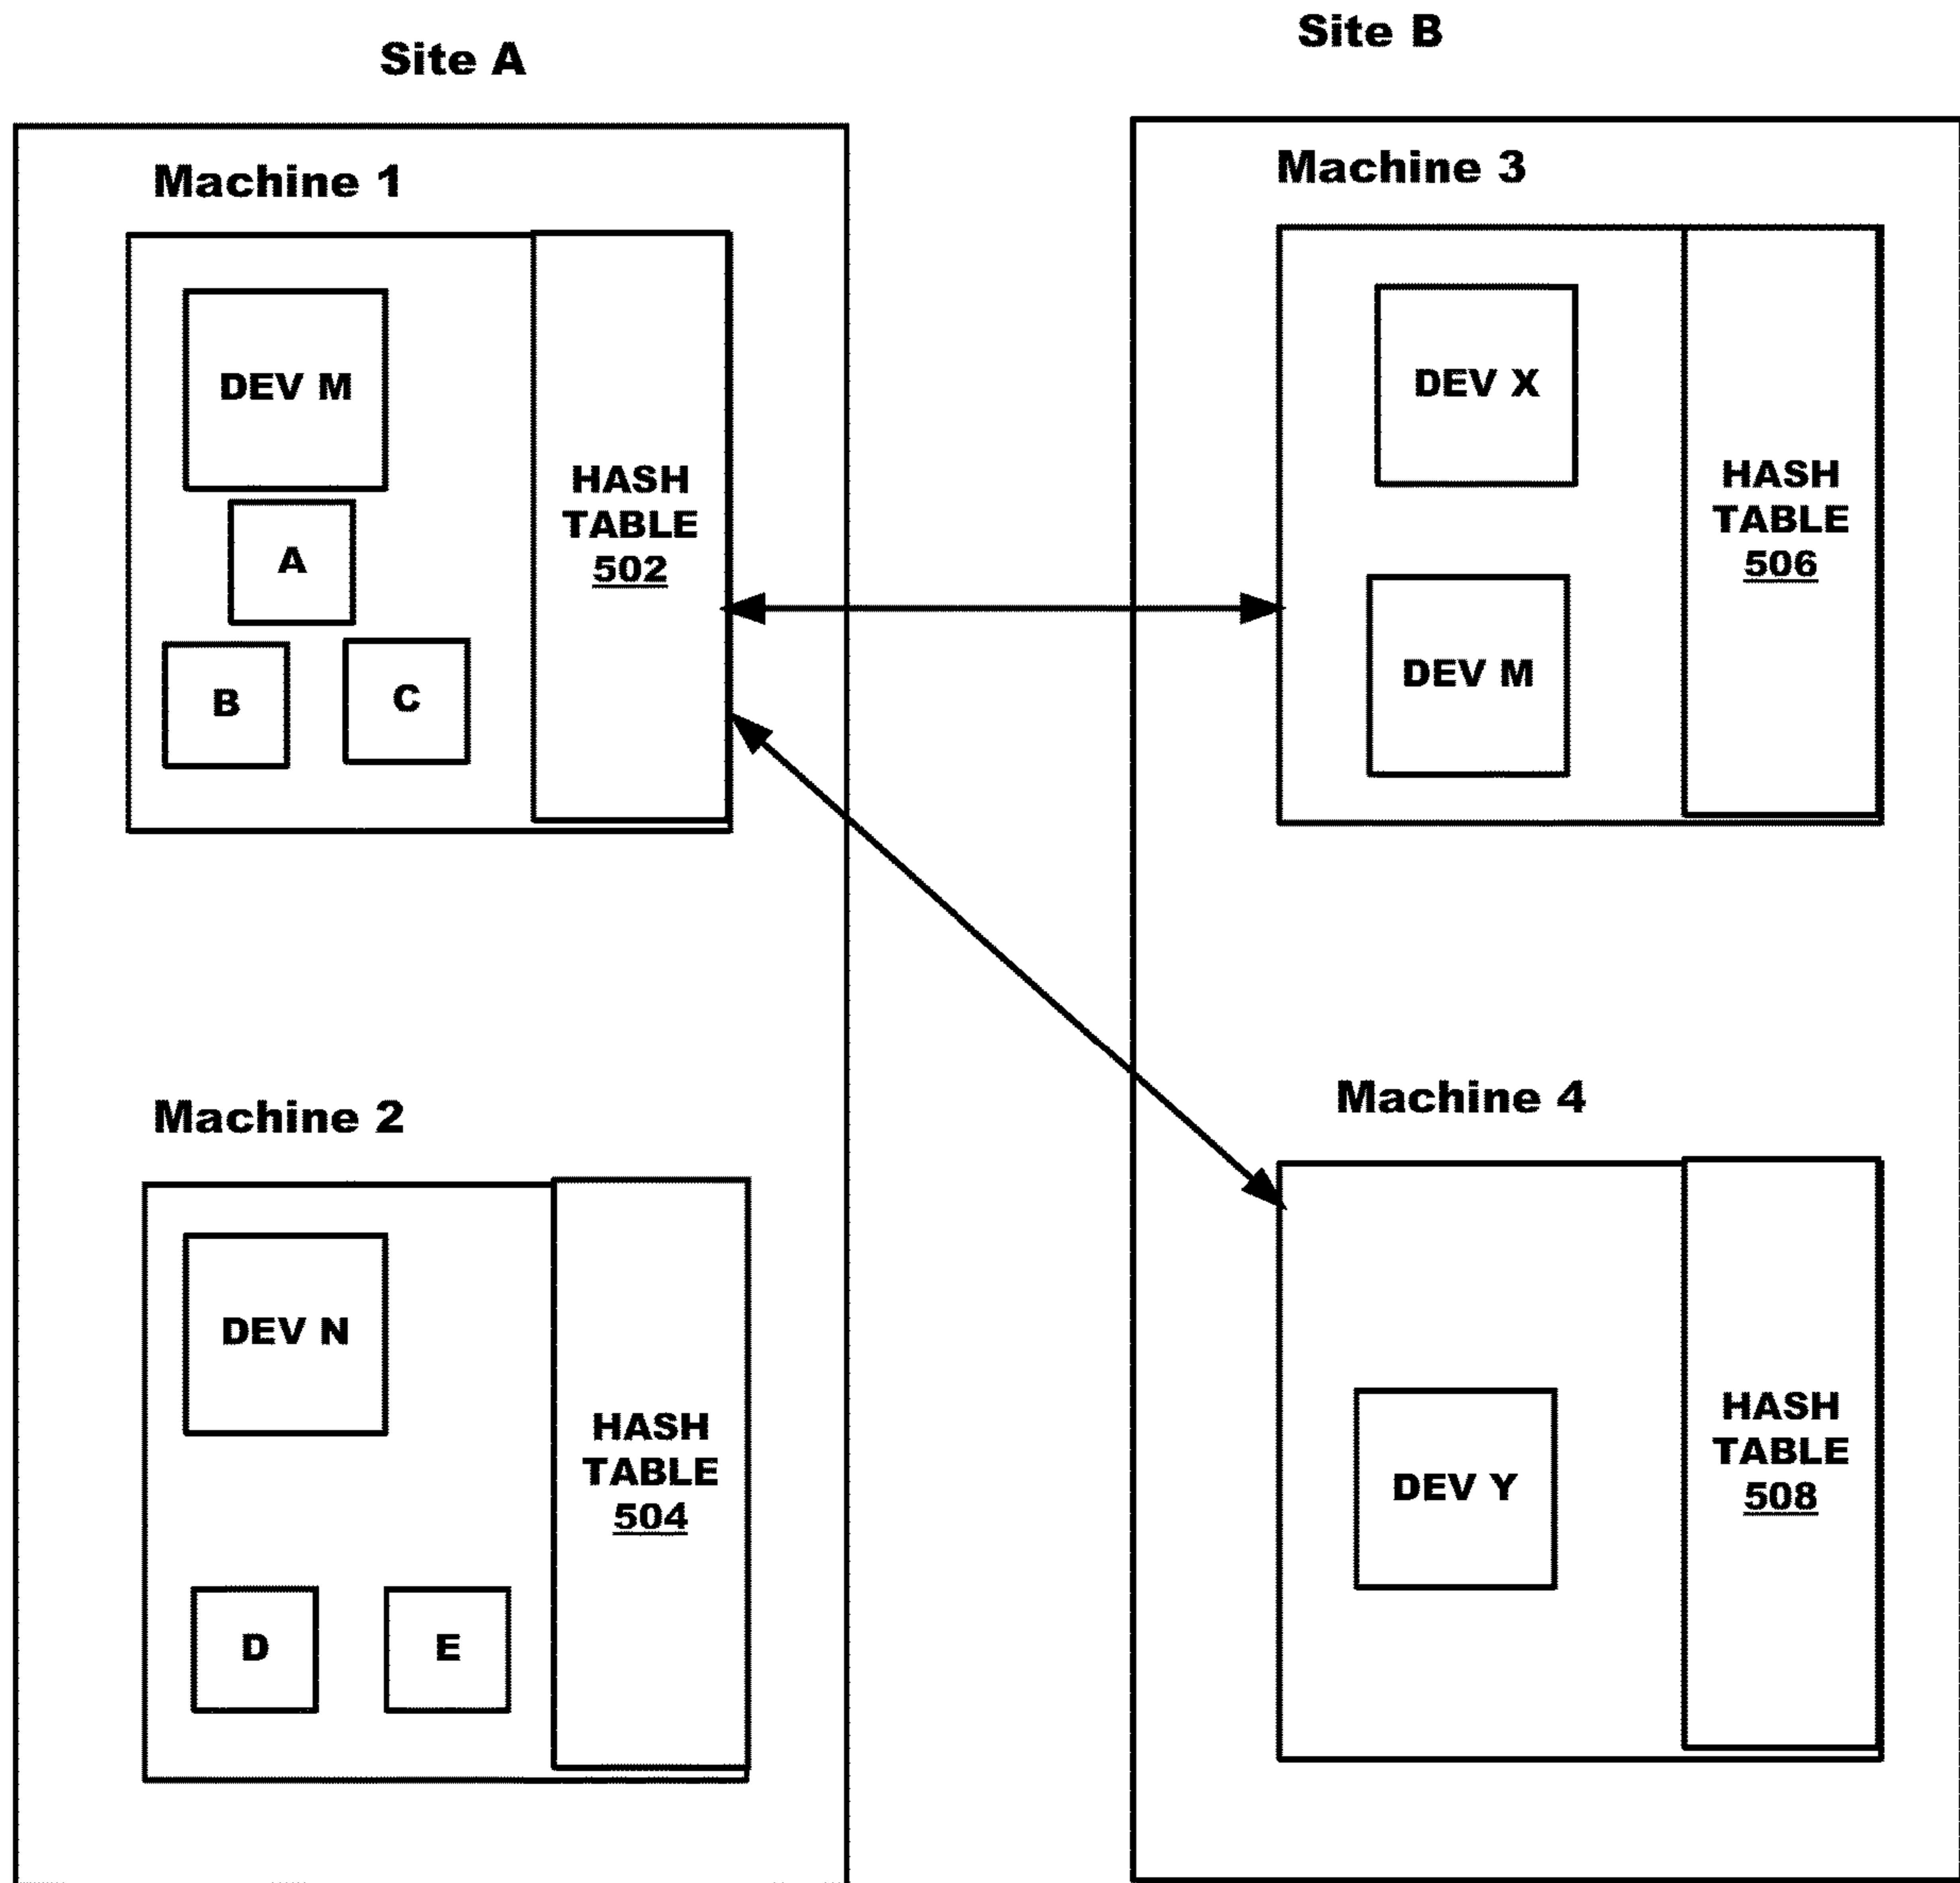 Site A
Machine 1
DEV M
A
B
C
HASH
TABLE
502
Machine 2
DEV N
D
E
HASH
TABLE
504
Site B
Machine 3
DEV X
DEV M
HASH
TABLE
506
Machine 4
DEV Y
HASH
TABLE
508